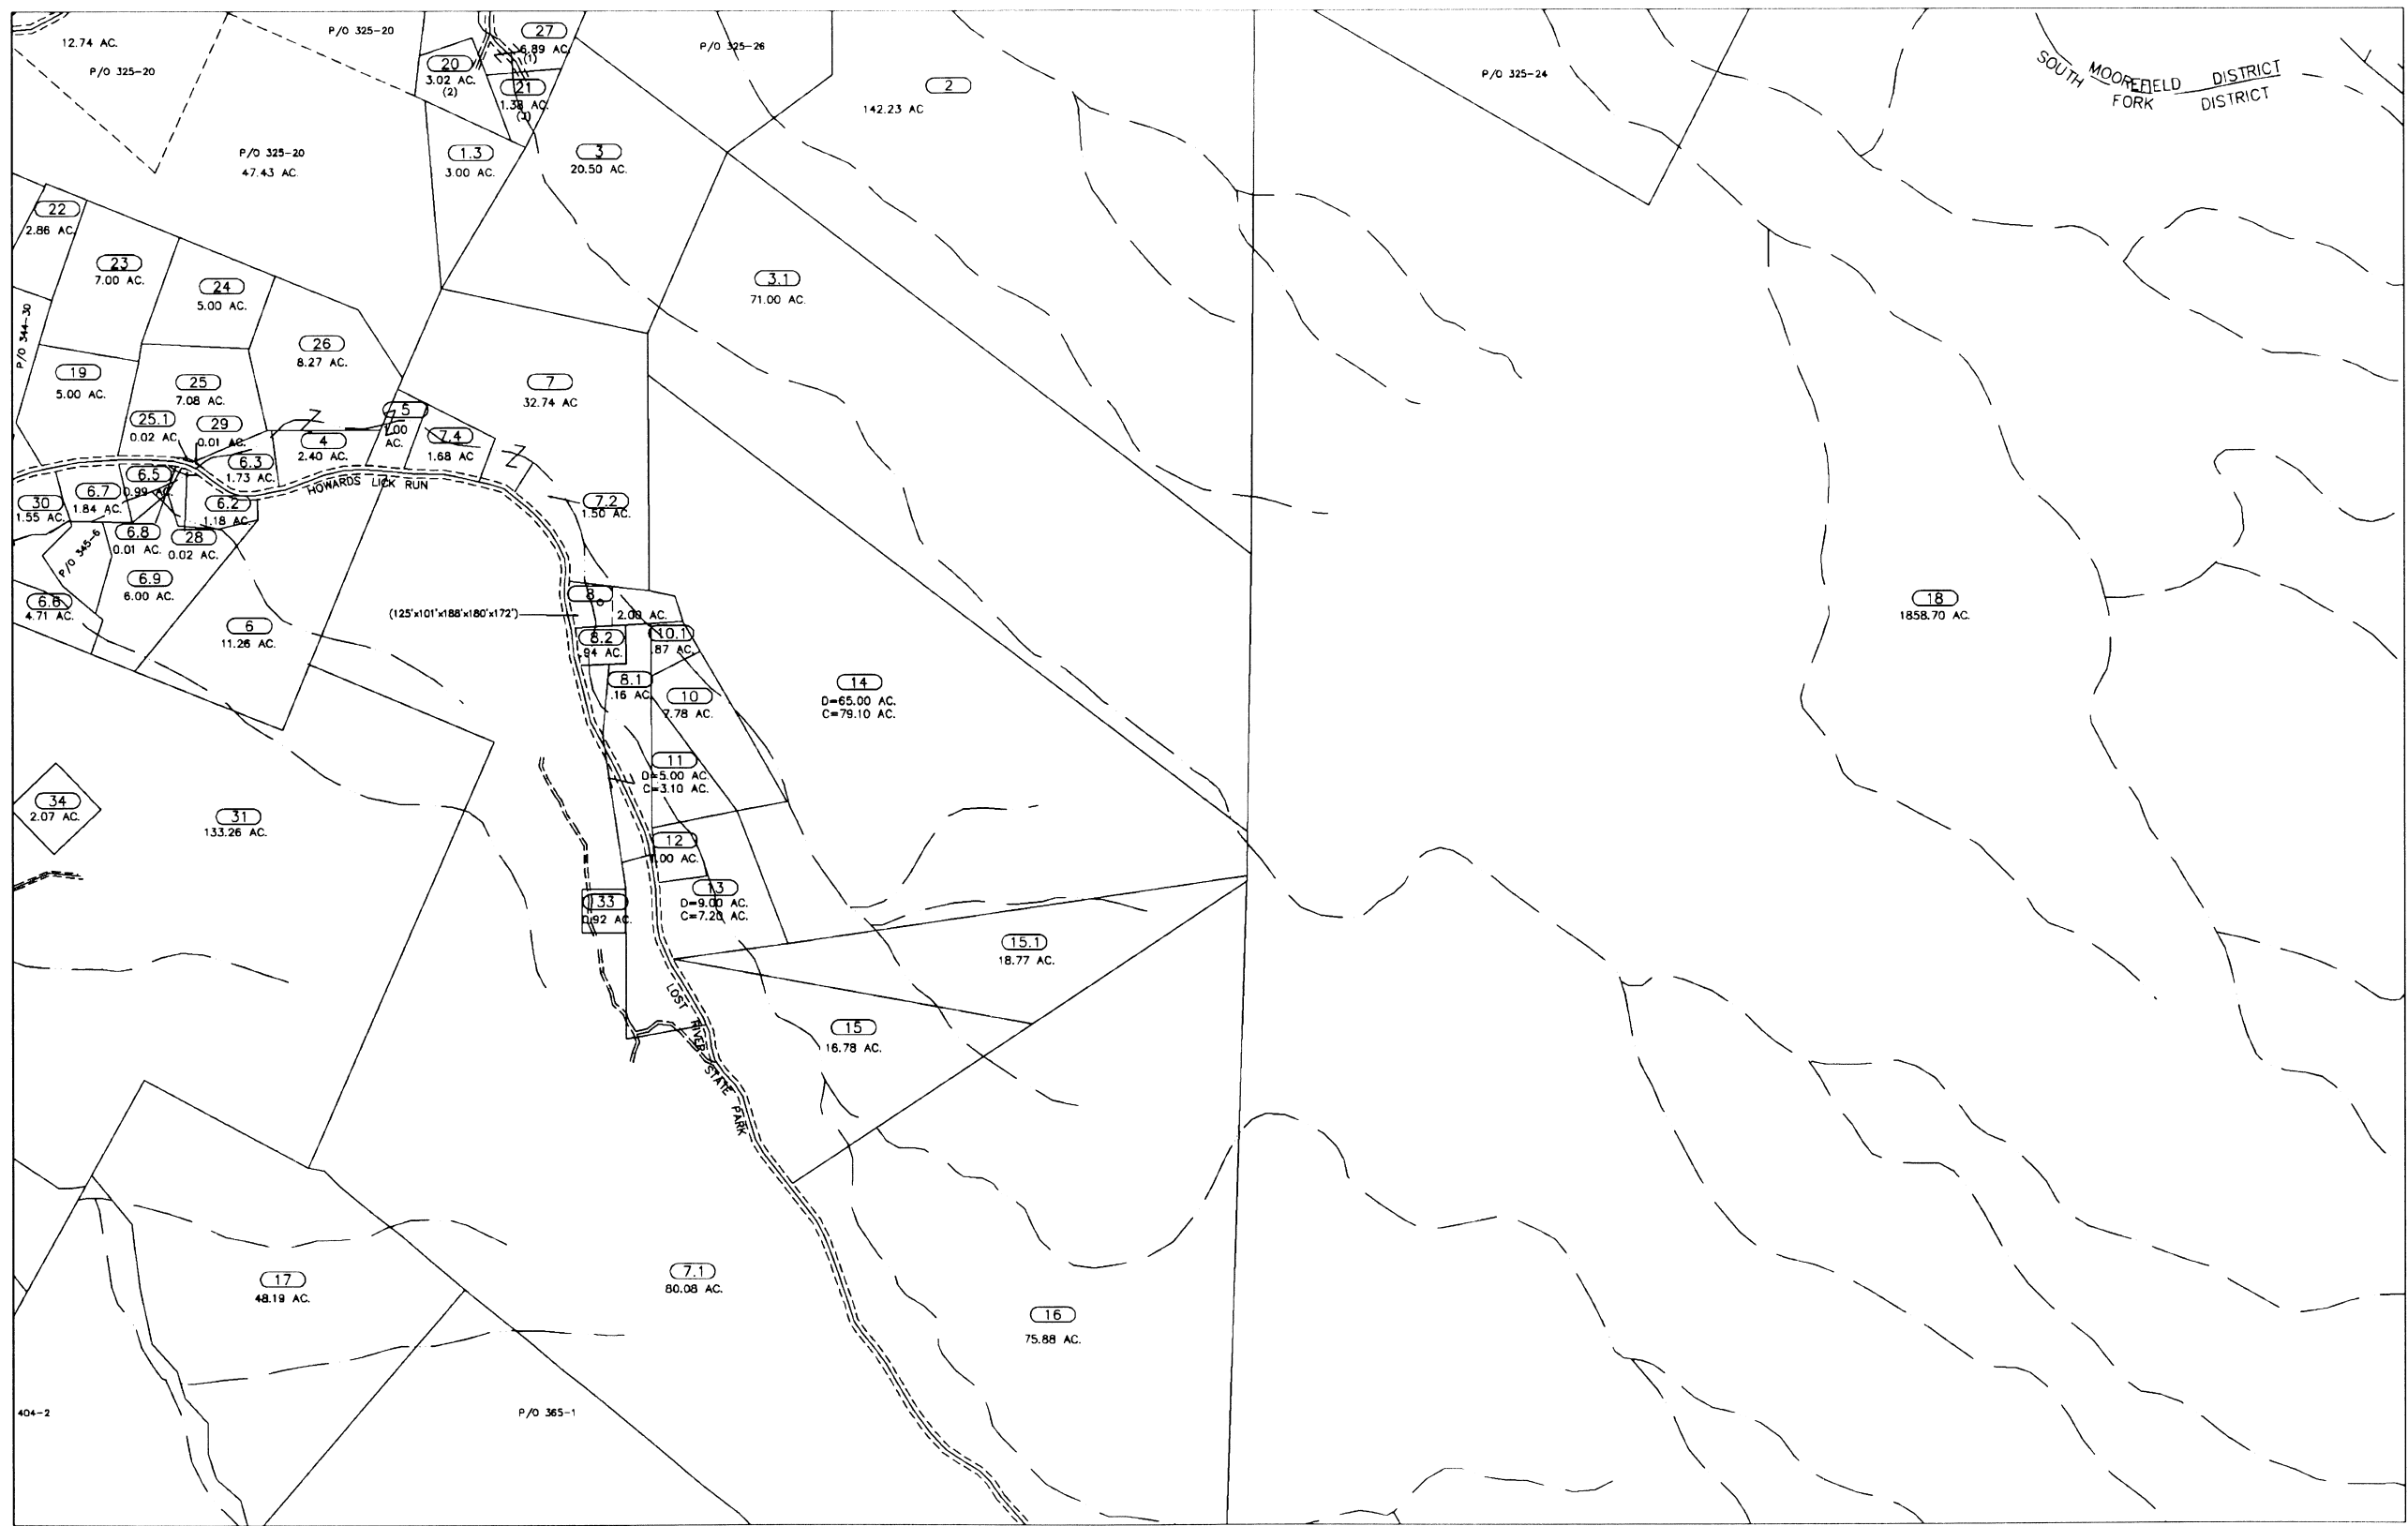 12.74 AC.
P/O 325-20
P/O 325-20
27
6.89 AC.
(1)
20
3.02 AC.
(2)
21
1.38 AC.
P/O 325-26
2
142.23 AC
P/O 325-24
SOUTH MOOREFIELD DISTRICT
FORK DISTRICT
P/O 325-20
47.43 AC.
1.3
3.00 AC.
3
20.50 AC.
22
2.86 AC.
23
7.00 AC.
24
5.00 AC.
3.1
71.00 AC.
P/O 344-30
26
8.27 AC.
19
5.00 AC.
25
7.08 AC.
7
32.74 AC
25.1
0.02 AC.
29
0.01 AC.
4
2.40 AC.
5
1.00
AC.
7.4
1.68 AC
6.3
1.73 AC.
6.5
0.99 AC.
6.7
1.84 AC.
30
1.55 AC.
6.2
1.18 AC.
HOWARDS LICK RUN
7.2
1.50 AC.
6.8
0.01 AC.
28
0.02 AC.
P/O 345-6
6.9
6.00 AC.
4.71 AC.
6
11.26 AC.
(125'x101'x188'x180'x172')
8
2.00 AC.
8.2
.94 AC.
10.1
.87 AC.
8.1
.16 AC.
10
7.78 AC.
14
D=65.00 AC.
C=79.10 AC.
18
1858.70 AC.
11
D=5.00 AC.
C=3.10 AC.
34
2.07 AC.
31
133.26 AC.
12
1.00 AC.
13
D=9.00 AC.
C=7.20 AC.
33
0.92 AC.
15.1
18.77 AC.
15
16.78 AC.
LOST RIVER STATE PARK
17
48.19 AC.
7.1
80.08 AC.
16
75.88 AC.
404-2
P/O 365-1